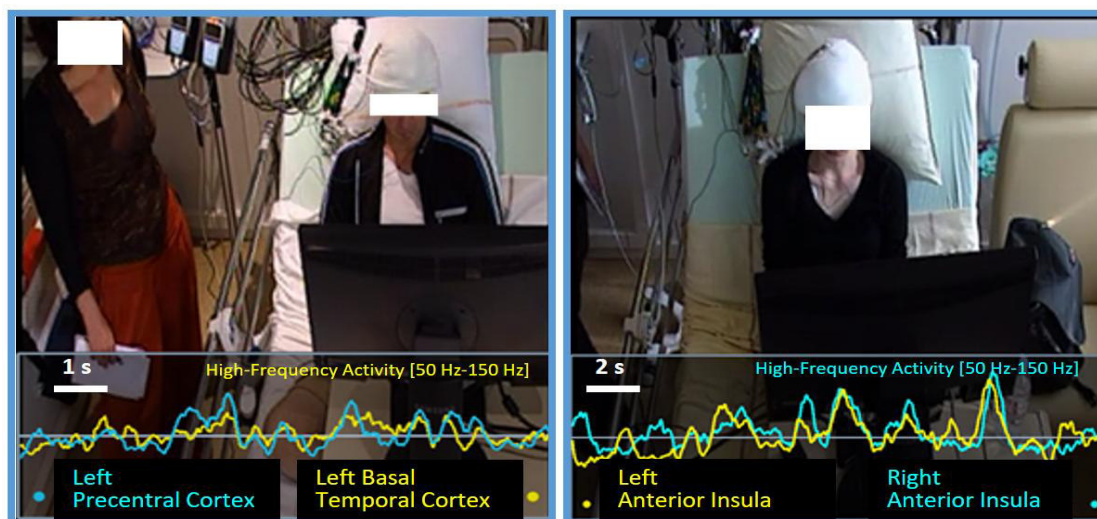 1 s
High-Frequency Activity [50 Hz-150 Hz]
Left
Precentral Cortex
Left Basal
Temporal Cortex
2 s
High-Frequency Activity [50 Hz-150 Hz]
Left
Anterior Insula
Right
Anterior Insula